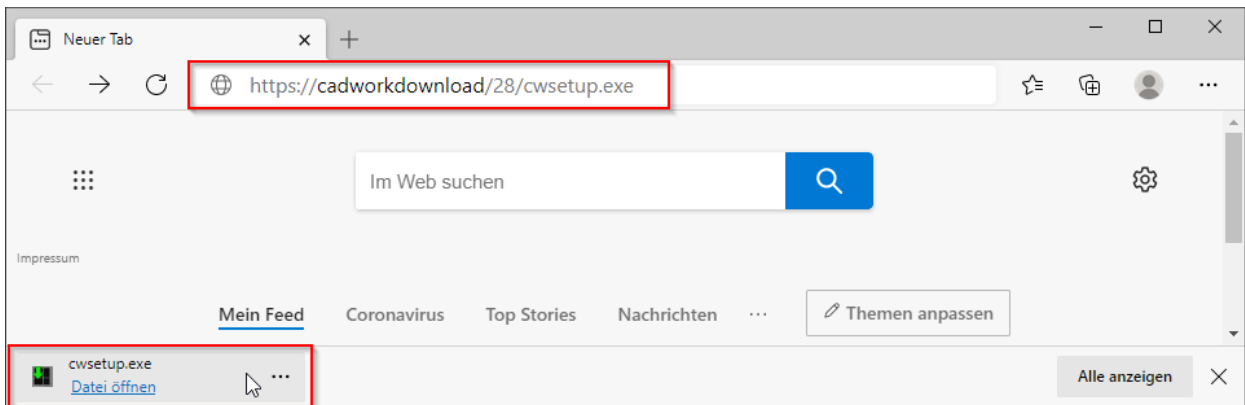 Neuer Tab
https://cadworkdownload/28/cwsetup.exe
Im Web suchen
Impressum
Mein Feed Coronavirus Top Stories Nachrichten ... Themen anpassen
cwsetup.exe
Datei öffnen ... Alle anzeigen